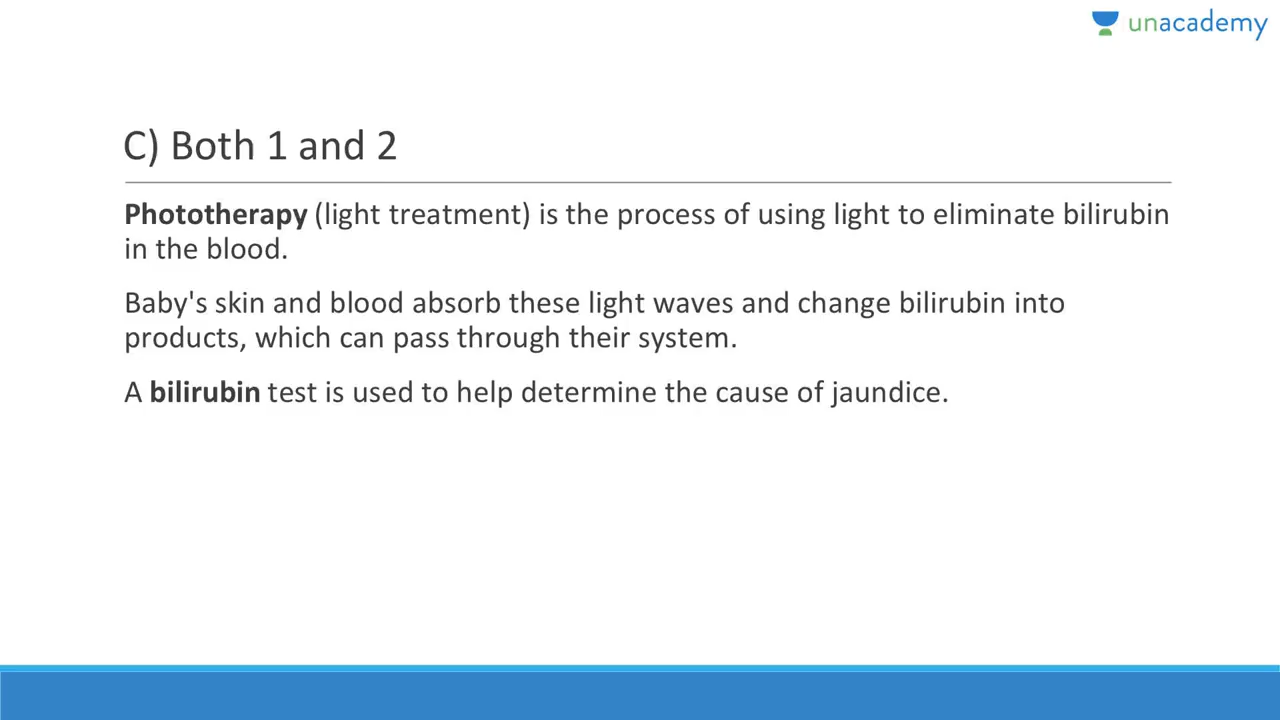 unacademy
C) Both 1 and 2
Phototherapy (light treatment) is the process of using light to eliminate bilirubin
in the blood.
Baby's skin and blood absorb these light waves and change bilirubin into
products, which can pass through their system.
A bilirubin test is used to help determine the cause of jaundice.